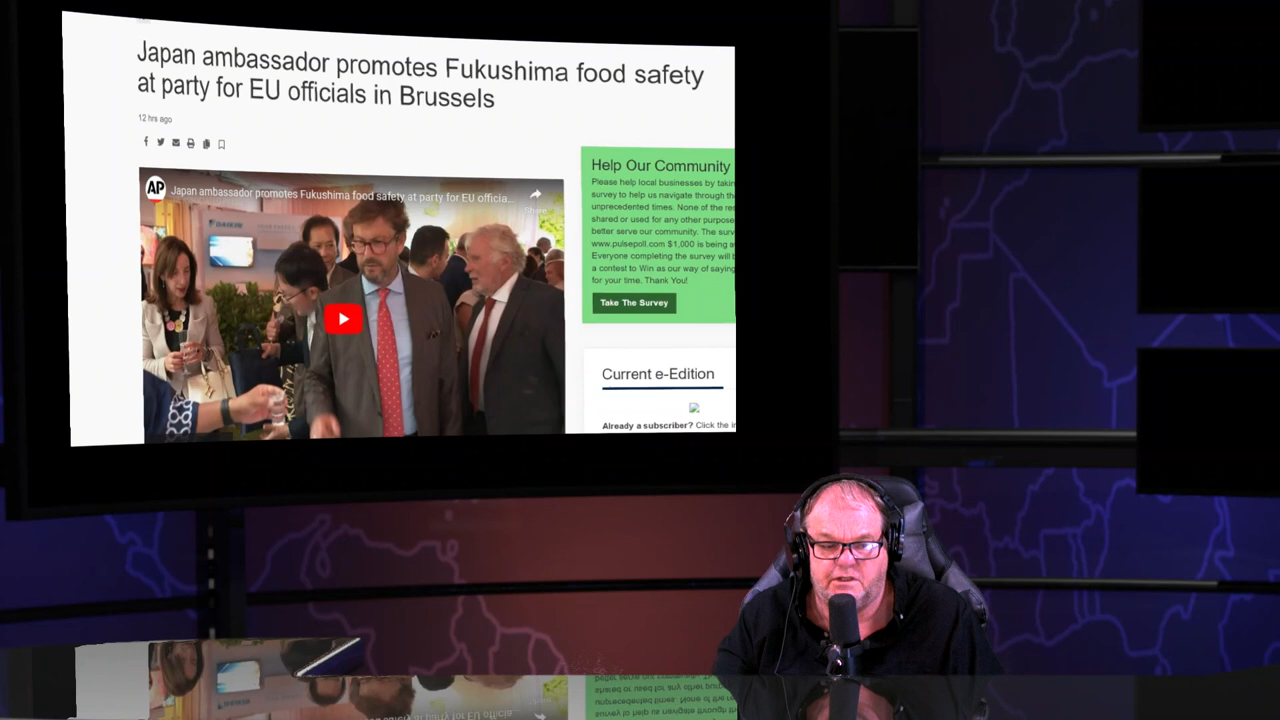 Japan ambassador promotes Fukushima food safety
at party for EU officials in Brussels
12 hrs ago
AP
Japan ambassador promotes Fukushima food safety at party for EU officia...
Share
DAIKIN
Help Our Community
Please help local businesses by takin
survey to help us navigate through th
unprecedented times. None of the res
shared or used for any other purpose
better serve our community. The surv
www.pulsepoll.com $1,000 is being a
Everyone completing the survey will b
a contest to Win as our way of saying
for your time. Thank You!
Take The Survey
Current e-Edition
Already a subscriber? Click the i